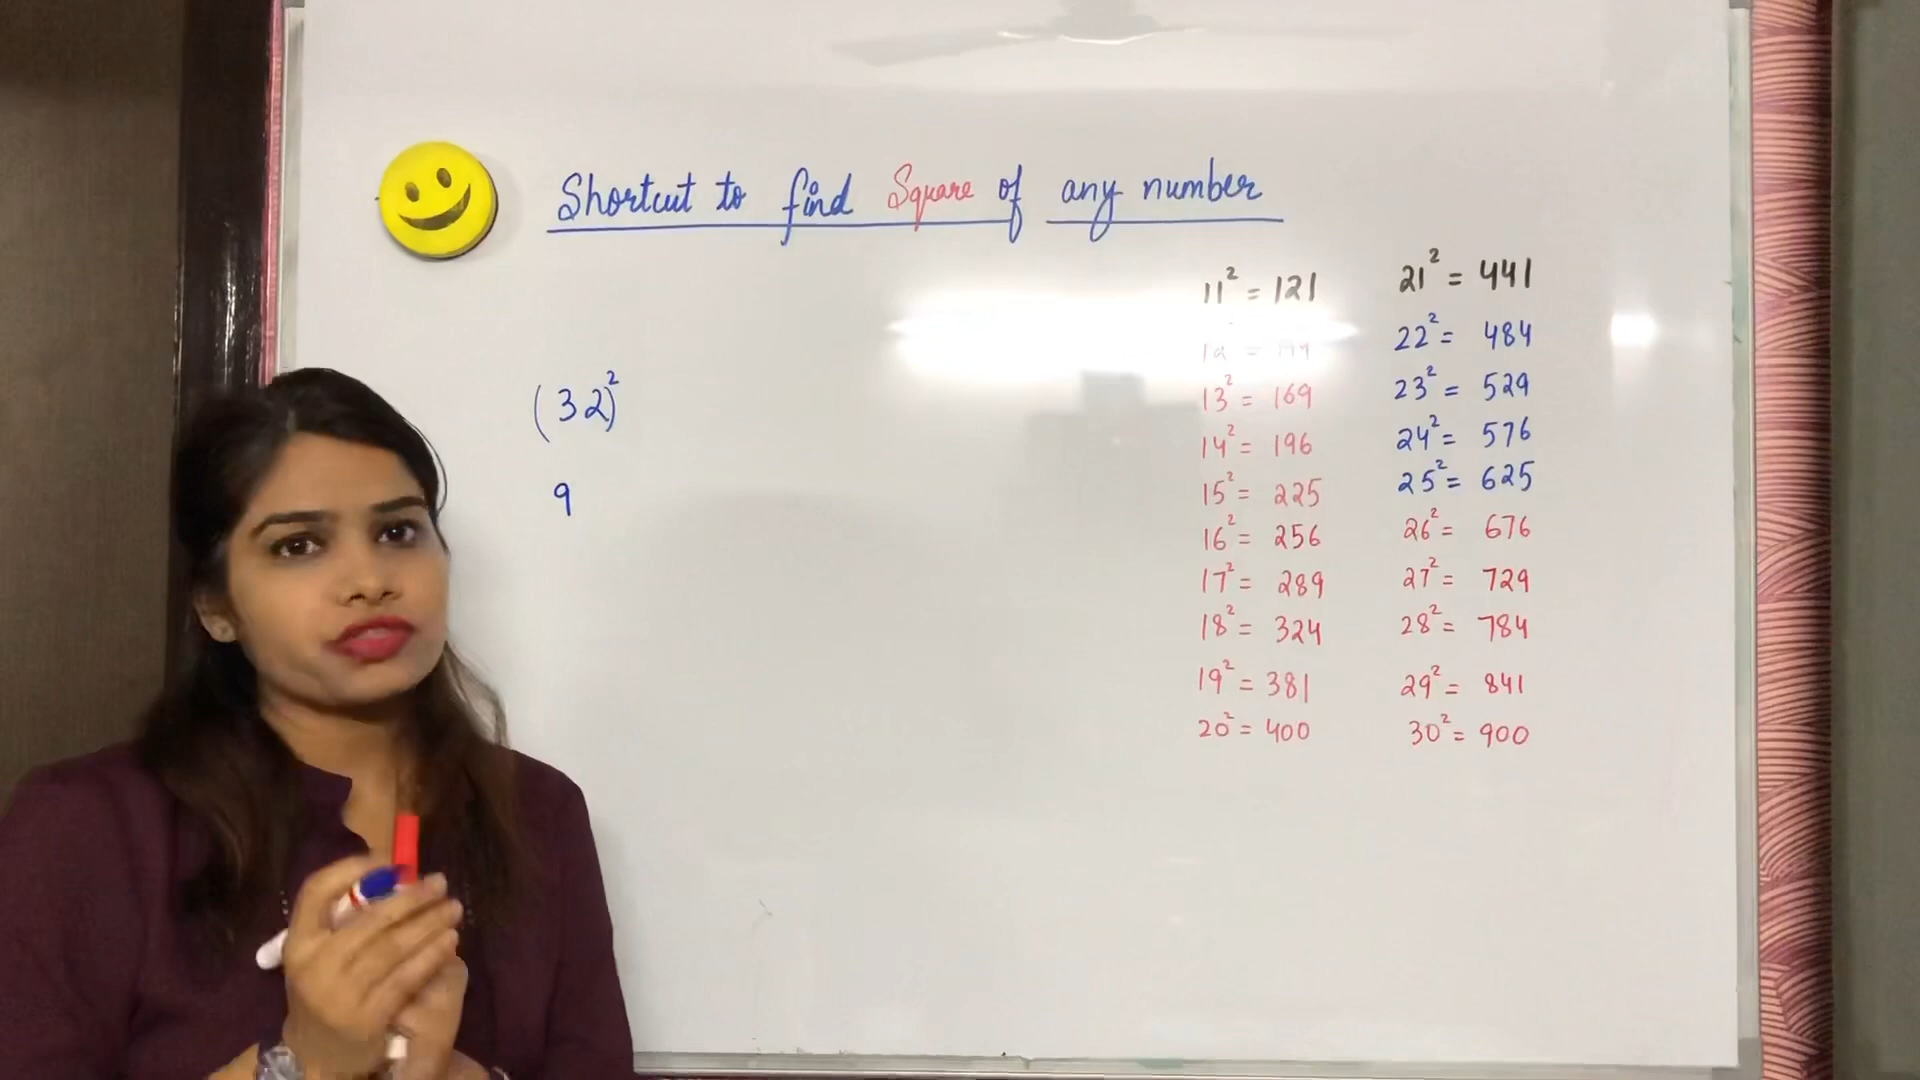 Shortcut to find Square of any number
(32)²
9
11² = 121
13² = 169
14² = 196
15² = 225
16² = 256
17² = 289
18² = 324
19² = 381
20² = 400
21² = 441
22² = 484
23² = 529
24² = 576
25² = 625
26² = 676
27² = 729
28² = 784
29² = 841
30² = 900